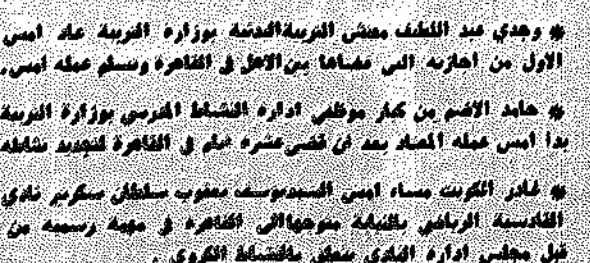 * وجدي عبد اللطيف مفتش التربية البدنية بوزارة التربية عاد امس
الاول من اجازته التي قضاها بين الاهل في القاهرة وتسلم عمله امس.
* حامد الاشم من كبار موظفي ادارة النشاط المدرسي بوزارة التربية
بدا امس عمله المعتاد بعد ان قضى عشرة ايام في القاهرة لتجديد نشاطه
* غادر الكويت مساء امس السيد يوسف يعقوب سلطان سكرتير نادي
القادسية الرياضي بالنيابة متوجها الى القاهرة في مهمة رسمية من
قبل مجلس ادارة النادي تتعلق بالنشاط الكروي .